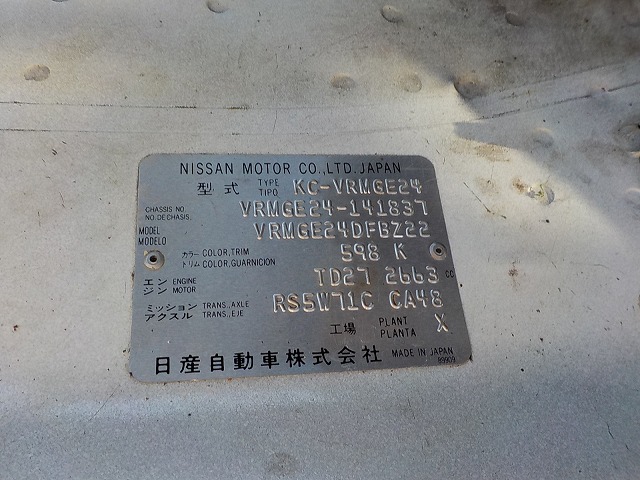 NISSAN MOTOR CO.,LTD. JAPAN
型式 TYPE TIPO KC-VRMGE24
CHASSIS NO. NO. DE CHASIS. VRMGE24-141837
MODEL MODELO VRMGE24DFBZ22
カラー COLOR, TRIM トリム COLOR, GUARNICION 598 K
エンジン ENGINE MOTOR TD27 2663 CC
ミッション アクスル TRANS., AXLE TRANS., EJE RS5W71C CA48
工場 PLANT PLANTA X
日産自動車株式会社 MADE IN JAPAN
99909